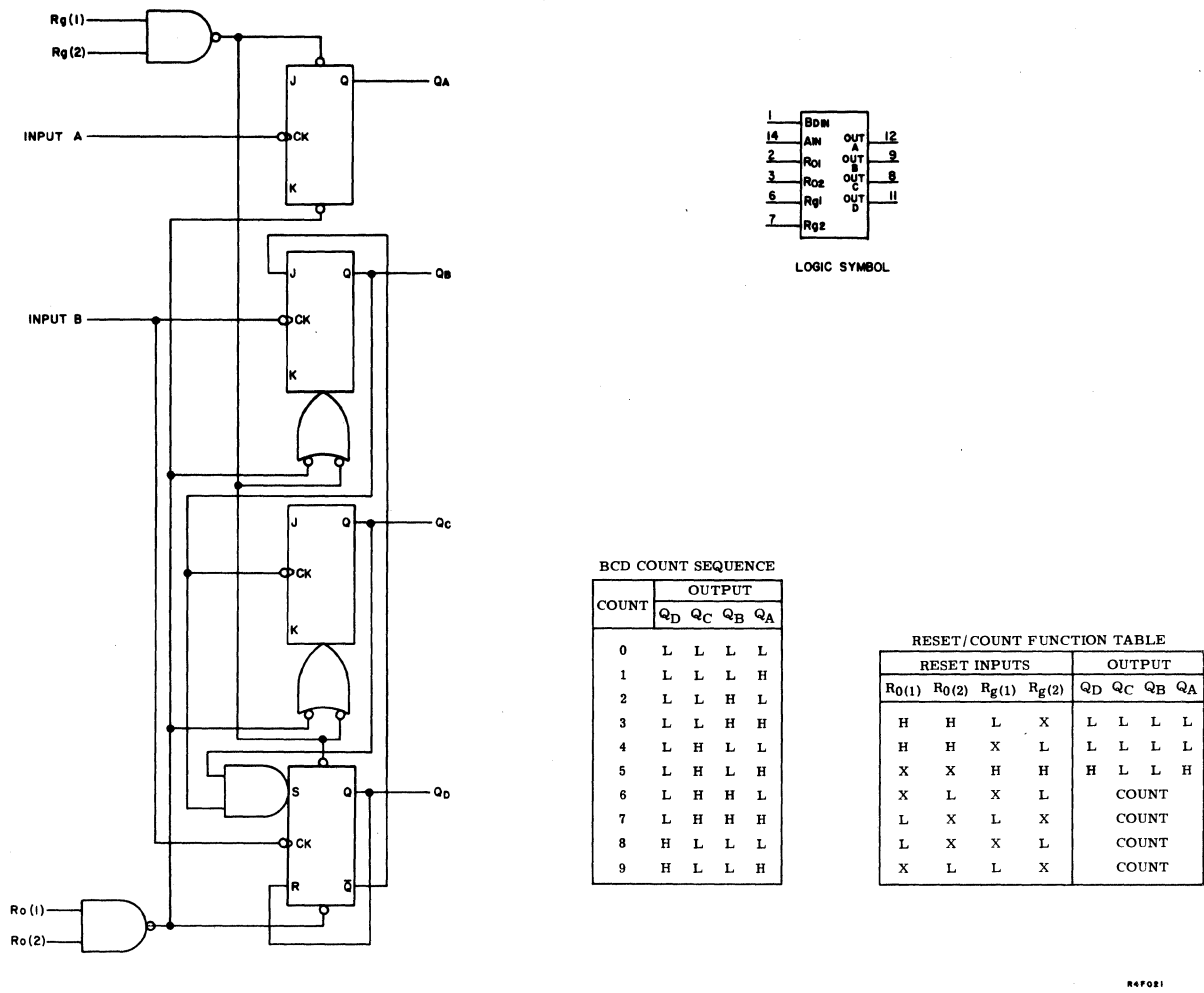 Rg(1)
Rg(2)
J Q QA
INPUT A CK
K
J Q QB
INPUT B CK
K
J Q QC
CK
K
S Q QD
CK
R Q̅
Ro(1)
Ro(2)
1 BDIN
14 AIN OUT A 12
2 RO1 OUT B 9
3 RO2 OUT C 8
6 Rg1 OUT D 11
7 Rg2
LOGIC SYMBOL
BCD COUNT SEQUENCE
COUNT OUTPUT
QD QC QB QA
0 L L L L
1 L L L H
2 L L H L
3 L L H H
4 L H L L
5 L H L H
6 L H H L
7 L H H H
8 H L L L
9 H L L H
RESET/COUNT FUNCTION TABLE
RESET INPUTS OUTPUT
R0(1) R0(2) Rg(1) Rg(2) QD QC QB QA
H H L X L L L L
H H X L L L L L
X X H H H L L H
X L X L COUNT
L X L X COUNT
L X X L COUNT
X L L X COUNT
R4F021